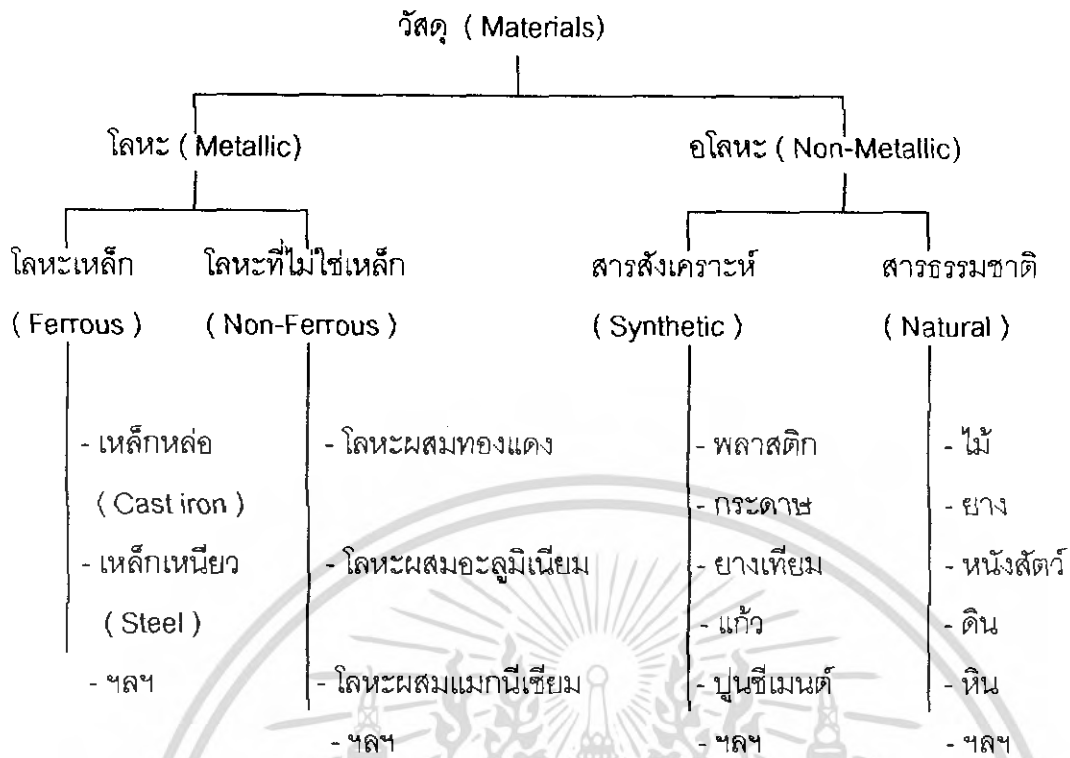 วัสดุ ( Materials)
โลหะ ( Metallic)
อโลหะ ( Non-Metallic)
โลหะเหล็ก
( Ferrous )
โลหะที่ไม่ใช่เหล็ก
( Non-Ferrous )
สารสังเคราะห์
( Synthetic )
สารธรรมชาติ
( Natural )
- เหล็กหล่อ
( Cast iron )
- เหล็กเหนียว
( Steel )
- ฯลฯ
- โลหะผสมทองแดง
- โลหะผสมอะลูมิเนียม
- โลหะผสมแมกนีเซียม
- ฯลฯ
- พลาสติก
- กระดาษ
- ยางเทียม
- แก้ว
- ปูนซีเมนต์
- ฯลฯ
- ไม้
- ยาง
- หนังสัตว์
- ดิน
- หิน
- ฯลฯ